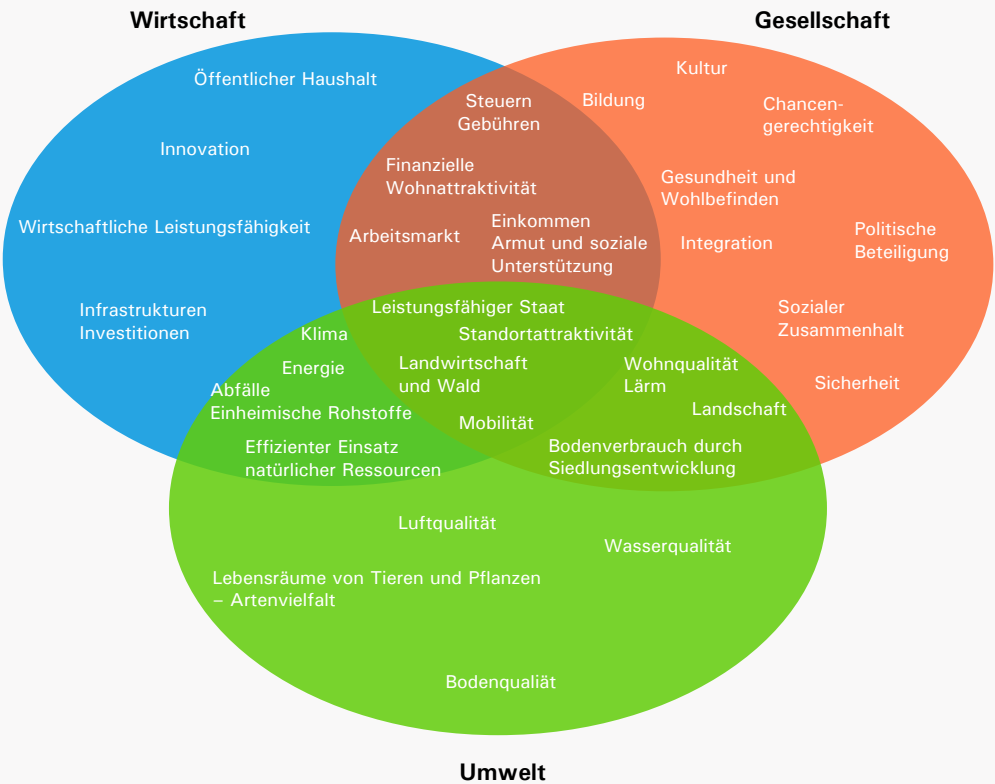 Wirtschaft
Gesellschaft
Öffentlicher Haushalt
Innovation
Wirtschaftliche Leistungsfähigkeit
Infrastrukturen
Investitionen
Steuern
Gebühren
Finanzielle
Wohnattraktivität
Arbeitsmarkt
Einkommen
Armut und soziale
Unterstützung
Kultur
Bildung
Chancen-
gerechtigkeit
Gesundheit und
Wohlbefinden
Integration
Politische
Beteiligung
Sozialer
Zusammenhalt
Sicherheit
Leistungsfähiger Staat
Standortattraktivität
Landwirtschaft
und Wald
Mobilität
Klima
Energie
Abfälle
Einheimische Rohstoffe
Effizienter Einsatz
natürlicher Ressourcen
Wohnqualität
Lärm
Landschaft
Bodenverbrauch durch
Siedlungsentwicklung
Luftqualität
Wasserqualität
Lebensräume von Tieren und Pflanzen
– Artenvielfalt
Bodenqualiät
Umwelt